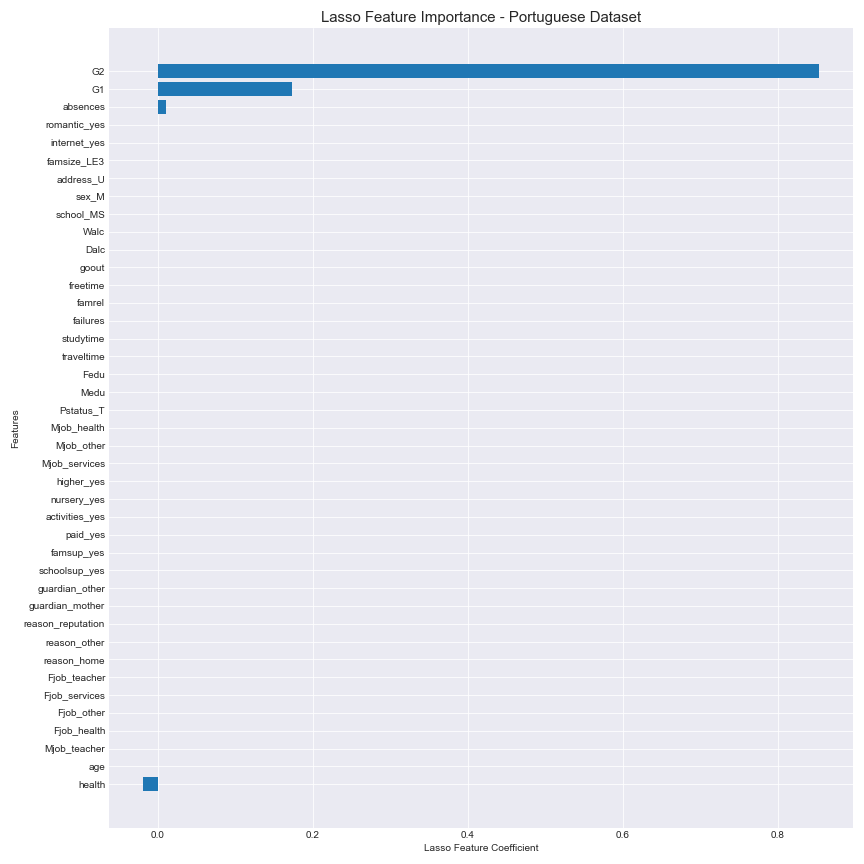 Lasso Feature Importance - Portuguese Dataset
G2
G1
absences
romantic_yes
internet_yes
famsize_LE3
address_U
sex_M
school_MS
Walc
Dalc
goout
freetime
famrel
failures
studytime
traveltime
Fedu
Medu
Pstatus_T
Mjob_health
Mjob_other
Mjob_services
higher_yes
nursery_yes
activities_yes
paid_yes
famsup_yes
schoolsup_yes
guardian_other
guardian_mother
reason_reputation
reason_other
reason_home
Fjob_teacher
Fjob_services
Fjob_other
Fjob_health
Mjob_teacher
age
health
Features
0.0 0.2 0.4 0.6 0.8
Lasso Feature Coefficient